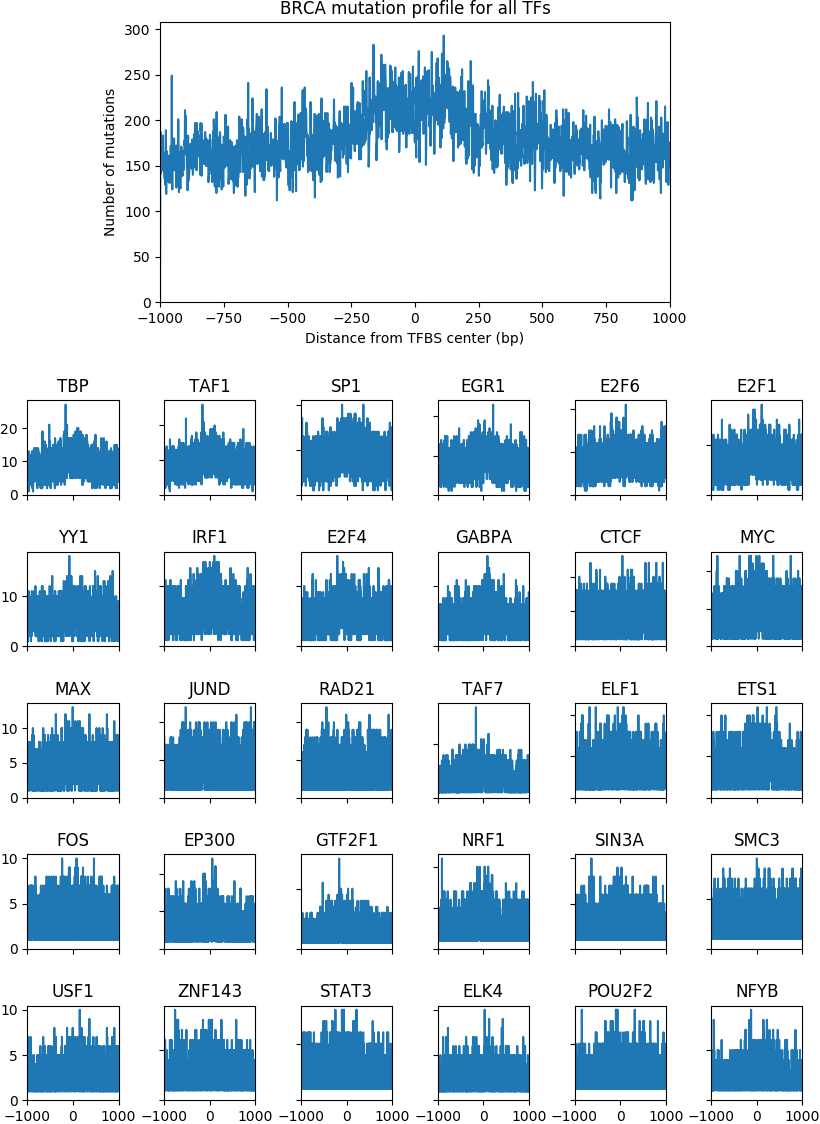 BRCA mutation profile for all TFs
300
250
200
150
100
50
0
Number of mutations
−1000 −750 −500 −250 0 250 500 750 1000
Distance from TFBS center (bp)
TBP TAF1 SP1 EGR1 E2F6 E2F1
20
10
0
YY1 IRF1 E2F4 GABPA CTCF MYC
10
0
MAX JUND RAD21 TAF7 ELF1 ETS1
10
5
0
FOS EP300 GTF2F1 NRF1 SIN3A SMC3
10
5
0
USF1 ZNF143 STAT3 ELK4 POU2F2 NFYB
10
5
0
−1000 0 1000 −1000 0 1000 −1000 0 1000 −1000 0 1000 −1000 0 1000 −1000 0 1000